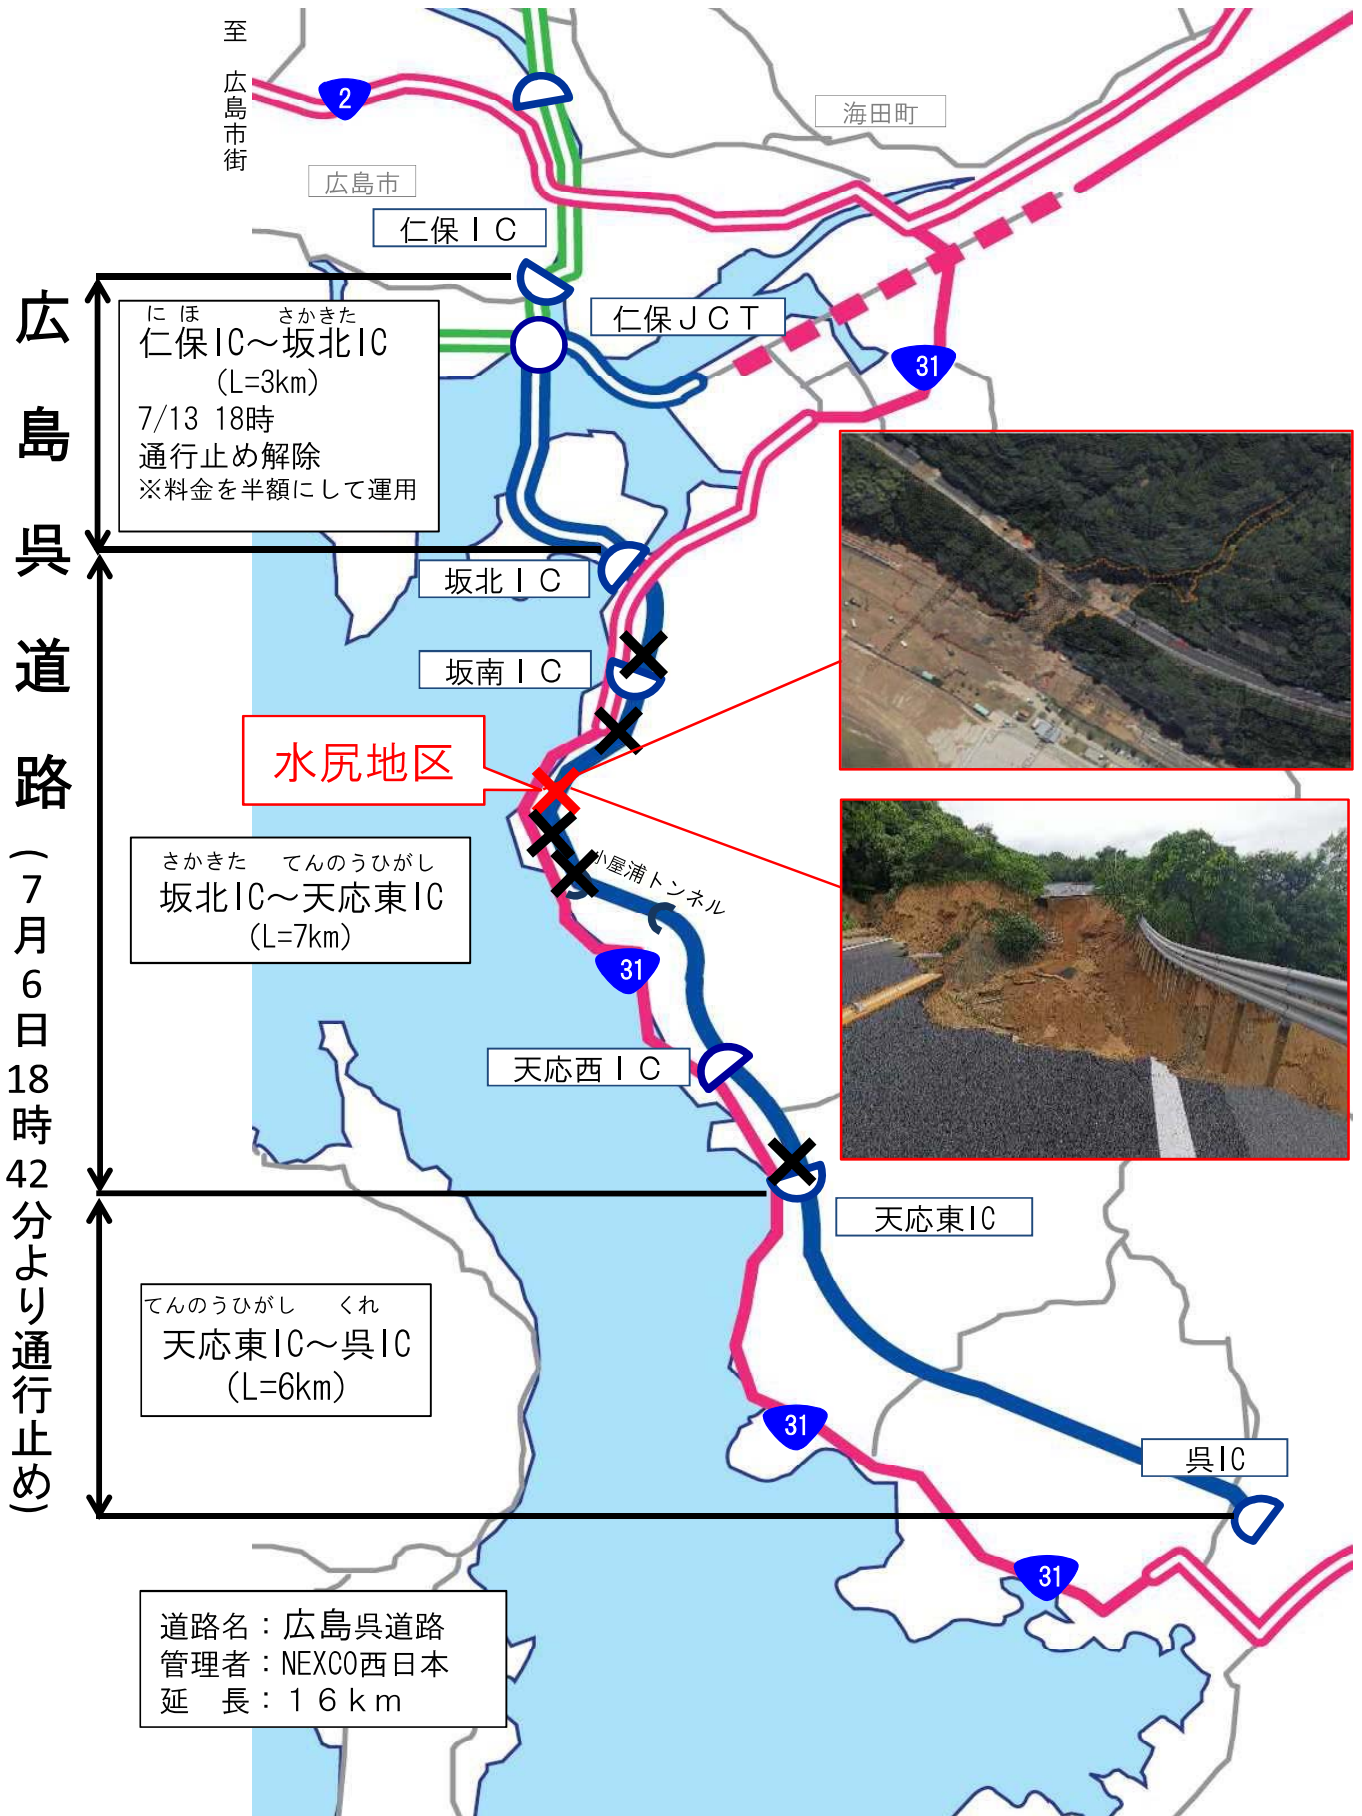 至 広島市街
2
海田町
広島市
仁保ＩＣ
仁保ＪＣＴ
31
広島呉道路(7月6日18時42分より通行止め)
にほ さかきた
仁保IC～坂北IC
(L=3km)
7/13 18時
通行止め解除
※料金を半額にして運用
坂北ＩＣ
坂南ＩＣ
水尻地区
さかきた てんのうひがし
坂北IC～天応東IC
(L=7km)
小屋浦トンネル
31
天応西ＩＣ
天応東IC
てんのうひがし くれ
天応東IC～呉IC
(L=6km)
31
呉IC
31
道路名：広島呉道路
管理者：NEXCO西日本
延　長：１６ｋｍ